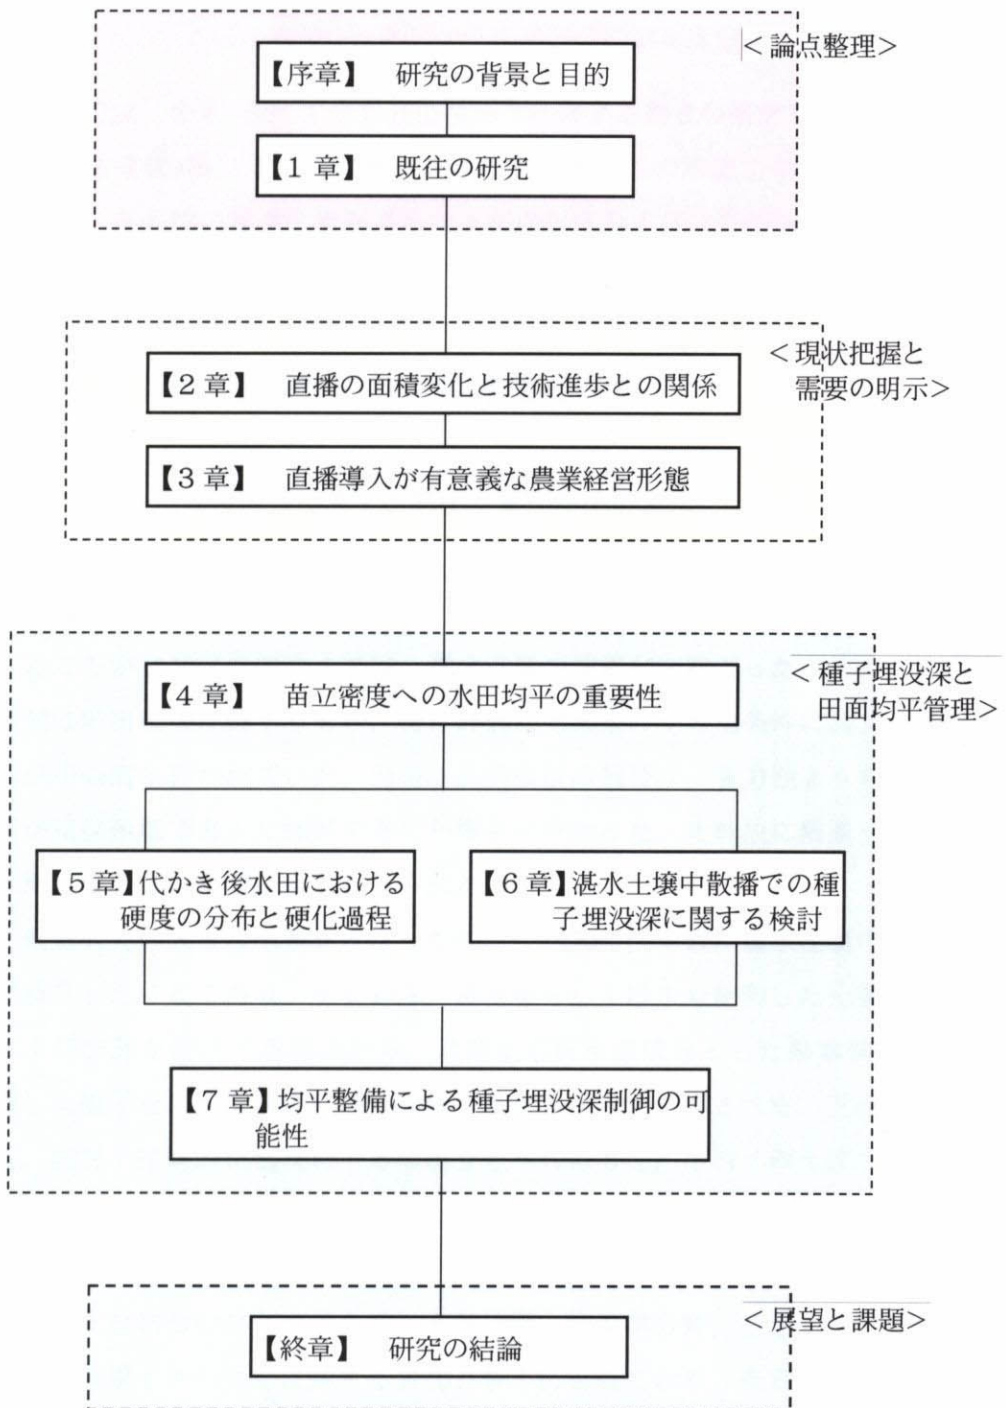 <論点整理>
【序章】 研究の背景と目的
【1章】 既往の研究
<現状把握と
需要の明示>
【2章】 直播の面積変化と技術進歩との関係
【3章】 直播導入が有意義な農業経営形態
<種子埋没深と
田面均平管理>
【4章】 苗立密度への水田均平の重要性
【5章】代かき後水田における
硬度の分布と硬化過程
【6章】湛水土壌中散播での種
子埋没深に関する検討
【7章】均平整備による種子埋没深制御の可
能性
<展望と課題>
【終章】 研究の結論